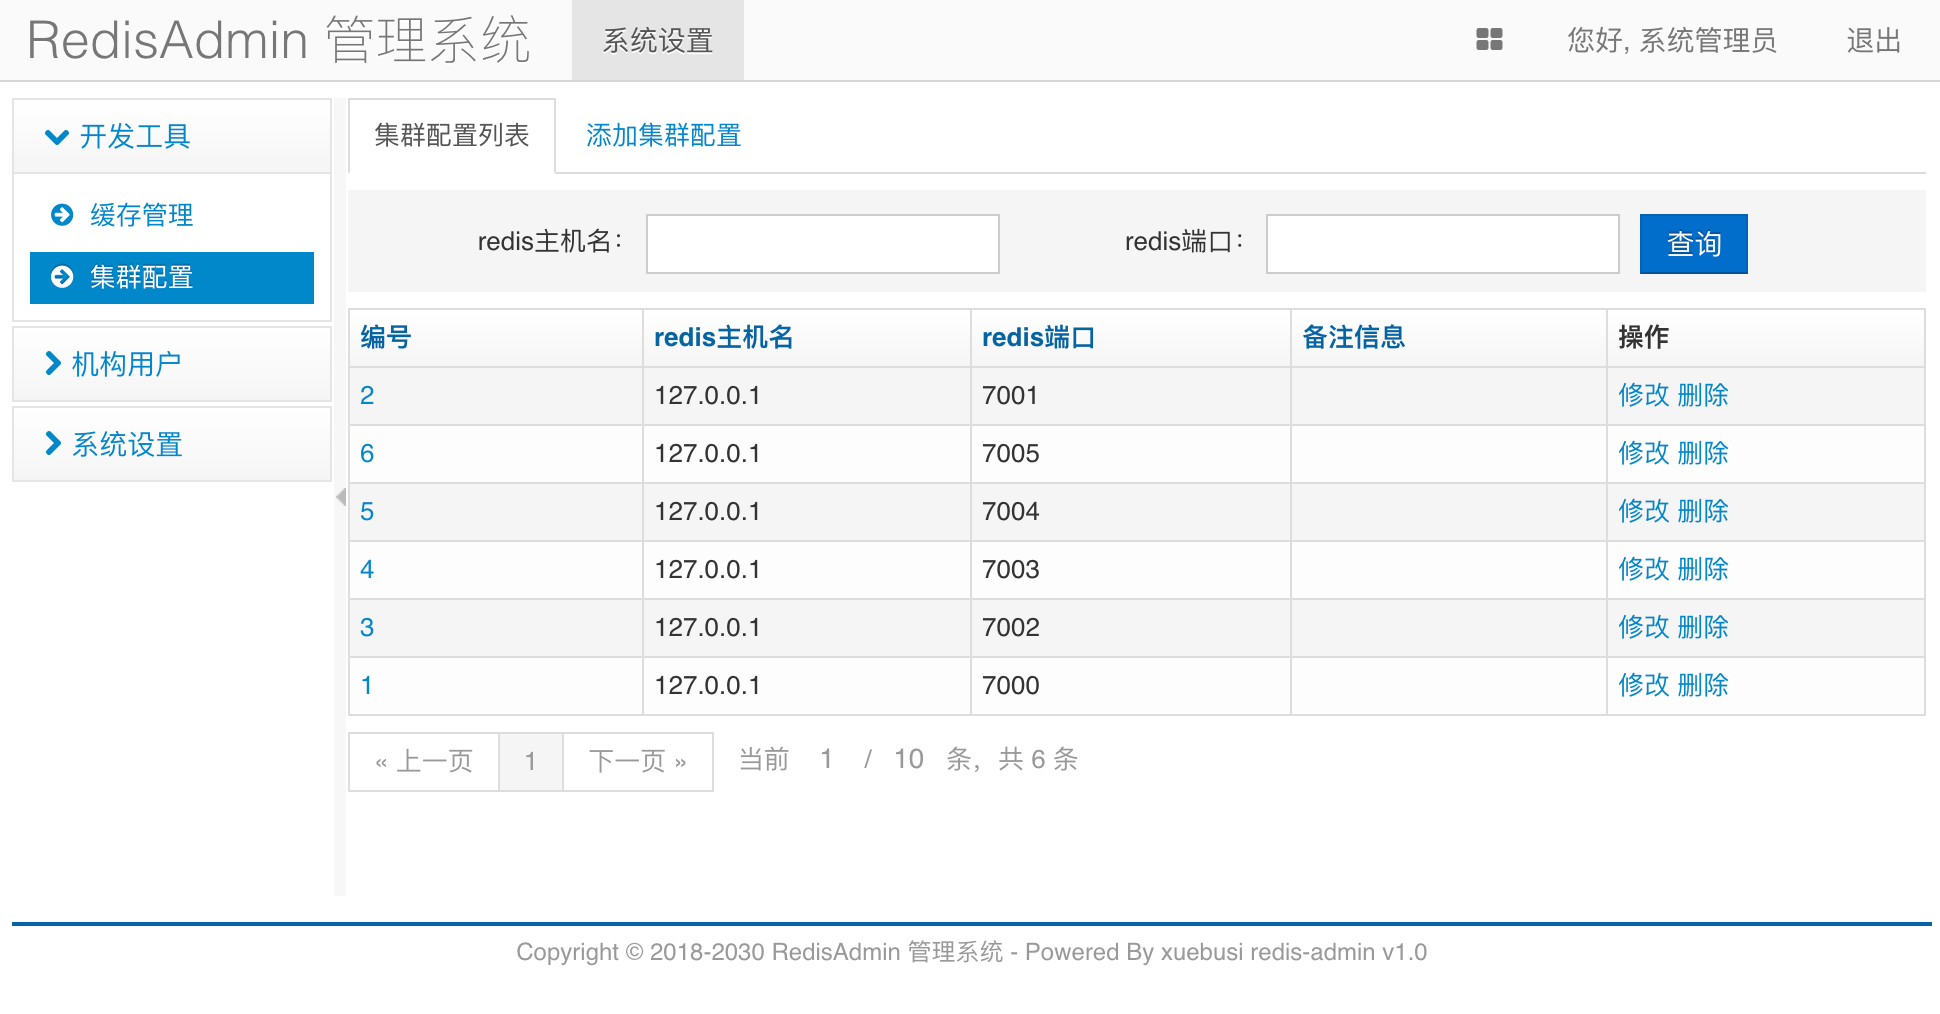 RedisAdmin 管理系统 系统设置 您好, 系统管理员 退出
开发工具
缓存管理
集群配置
机构用户
系统设置
集群配置列表 添加集群配置
redis主机名： redis端口： 查询
编号 redis主机名 redis端口 备注信息 操作
2 127.0.0.1 7001 修改 删除
6 127.0.0.1 7005 修改 删除
5 127.0.0.1 7004 修改 删除
4 127.0.0.1 7003 修改 删除
3 127.0.0.1 7002 修改 删除
1 127.0.0.1 7000 修改 删除
« 上一页 1 下一页 » 当前 1 / 10 条，共 6 条
Copyright © 2018-2030 RedisAdmin 管理系统 - Powered By xuebusi redis-admin v1.0